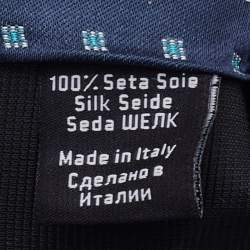 100% Seta Soie
Silk Seide
Seda ШЕЛК
Made in Italy
Сделано в
Италии